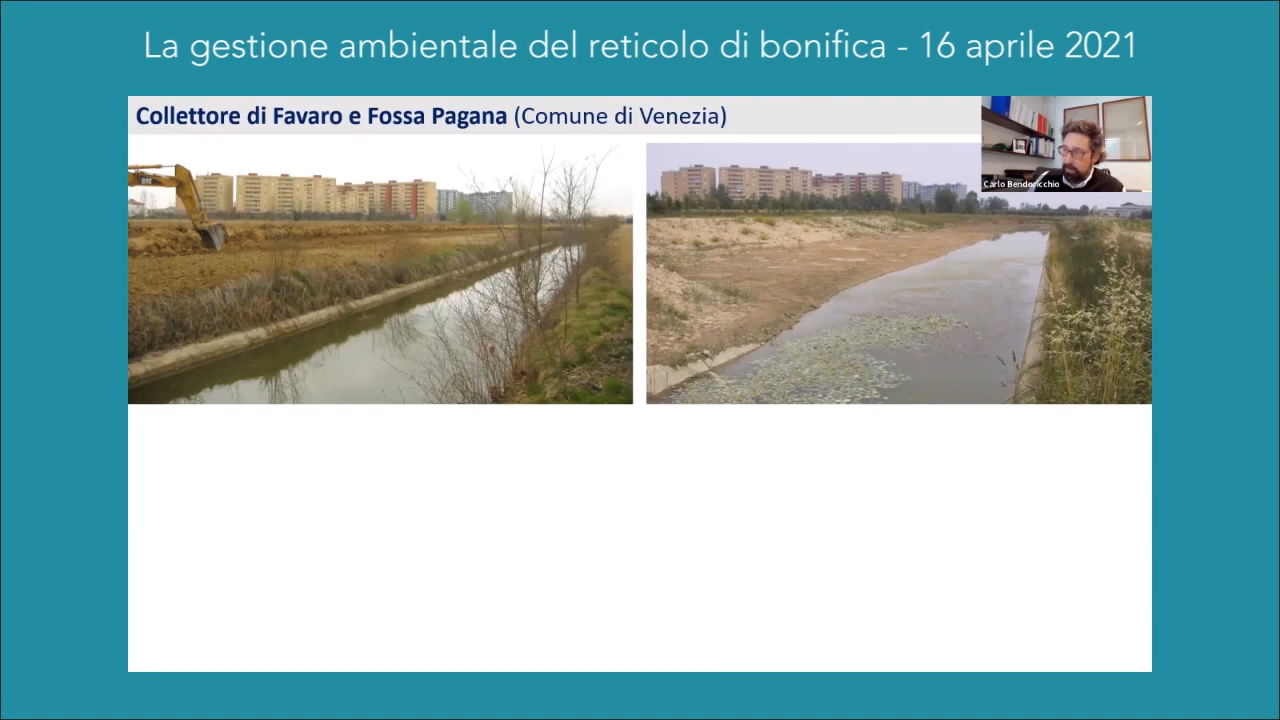 La gestione ambientale del reticolo di bonifica - 16 aprile 2021
Collettore di Favaro e Fossa Pagana (Comune di Venezia)
Carlo Bendoricchio